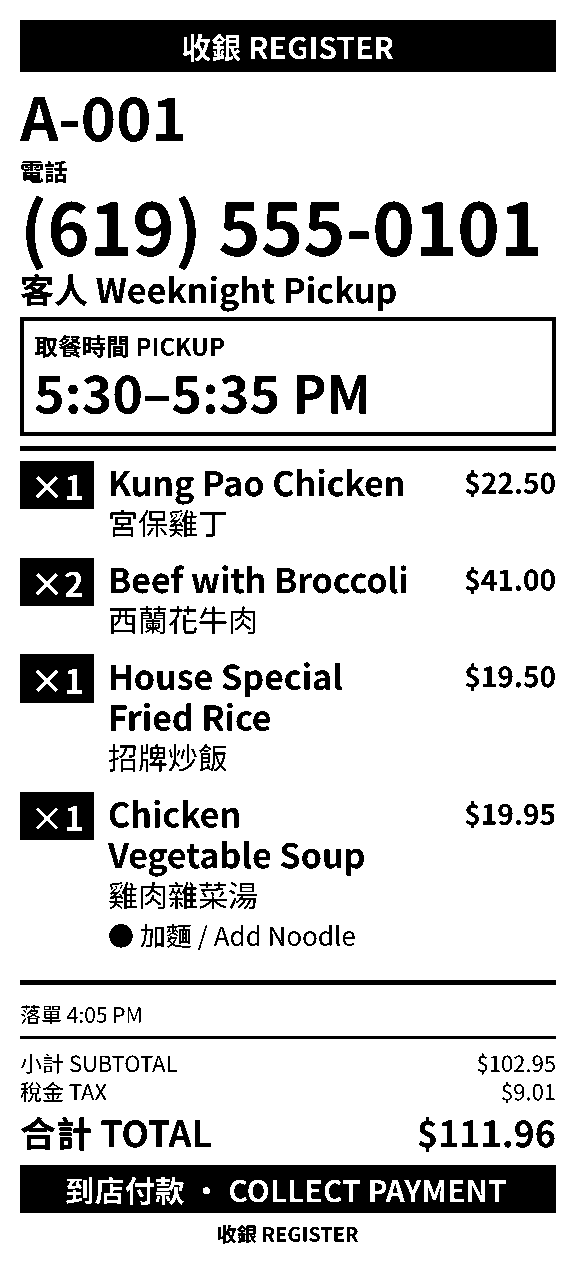 收銀 REGISTER
A-001
電話
(619) 555-0101
客人 Weeknight Pickup
取餐時間 PICKUP
5:30–5:35 PM
×1 Kung Pao Chicken $22.50
宮保雞丁
×2 Beef with Broccoli $41.00
西蘭花牛肉
×1 House Special $19.50
Fried Rice
招牌炒飯
×1 Chicken $19.95
Vegetable Soup
雞肉雜菜湯
● 加麵 / Add Noodle
落單 4:05 PM
小計 SUBTOTAL $102.95
稅金 TAX $9.01
合計 TOTAL $111.96
到店付款 · COLLECT PAYMENT
收銀 REGISTER